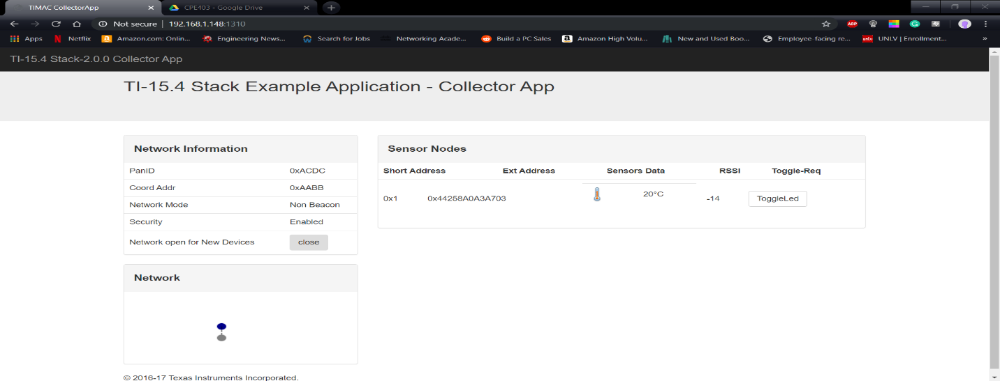 TIMAC CollectorApp
CPE403 - Google Drive
Not secure | 192.168.1.148:1310
ABP
Apps
Netflix
Amazon.com: Onlin...
Engineering News...
Search for Jobs
Networking Acade...
Build a PC Sales
Amazon High Volu...
New and Used Boo...
Employee-facing re...
UNLV | Enrollment...
»
TI-15.4 Stack-2.0.0 Collector App
TI-15.4 Stack Example Application - Collector App
Network Information
PanID 0xACDC
Coord Addr 0xAABB
Network Mode Non Beacon
Security Enabled
Network open for New Devices close
Network
Sensor Nodes
Short Address Ext Address Sensors Data RSSI Toggle-Req
0x1 0x44258A0A3A703 20°C -14 ToggleLed
© 2016-17 Texas Instruments Incorporated.